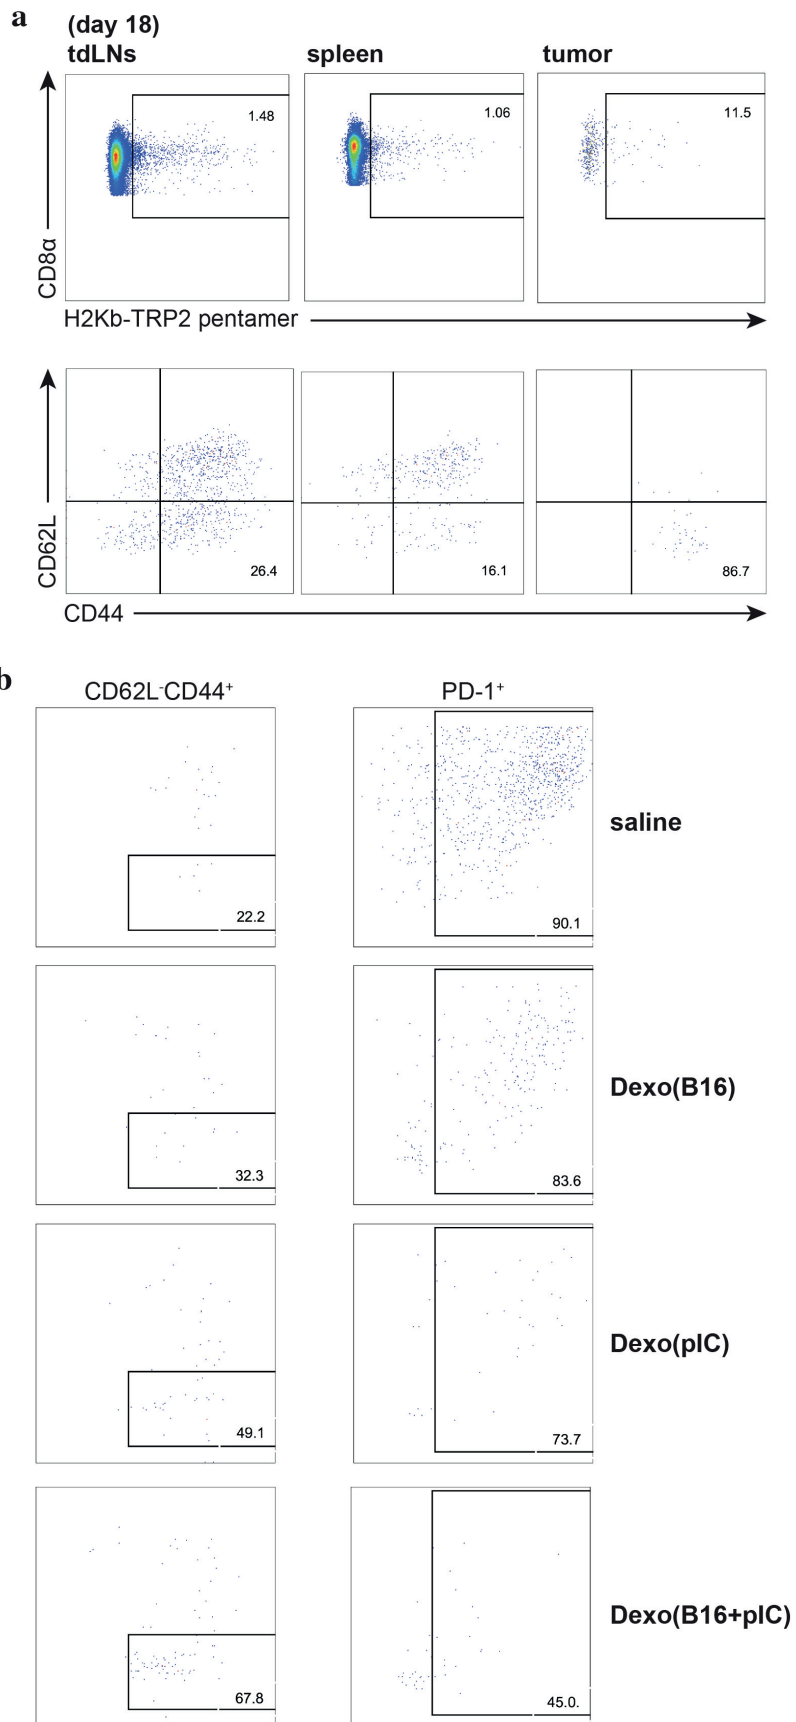 a
(day 18)
tdLNs spleen tumor
1.48 1.06 11.5
CD8α
H2Kb-TRP2 pentamer
CD62L
26.4 16.1 86.7
CD44
b
CD62L-CD44+ PD-1+
saline
22.2 90.1
Dexo(B16)
32.3 83.6
Dexo(pIC)
49.1 73.7
Dexo(B16+pIC)
67.8 45.0.